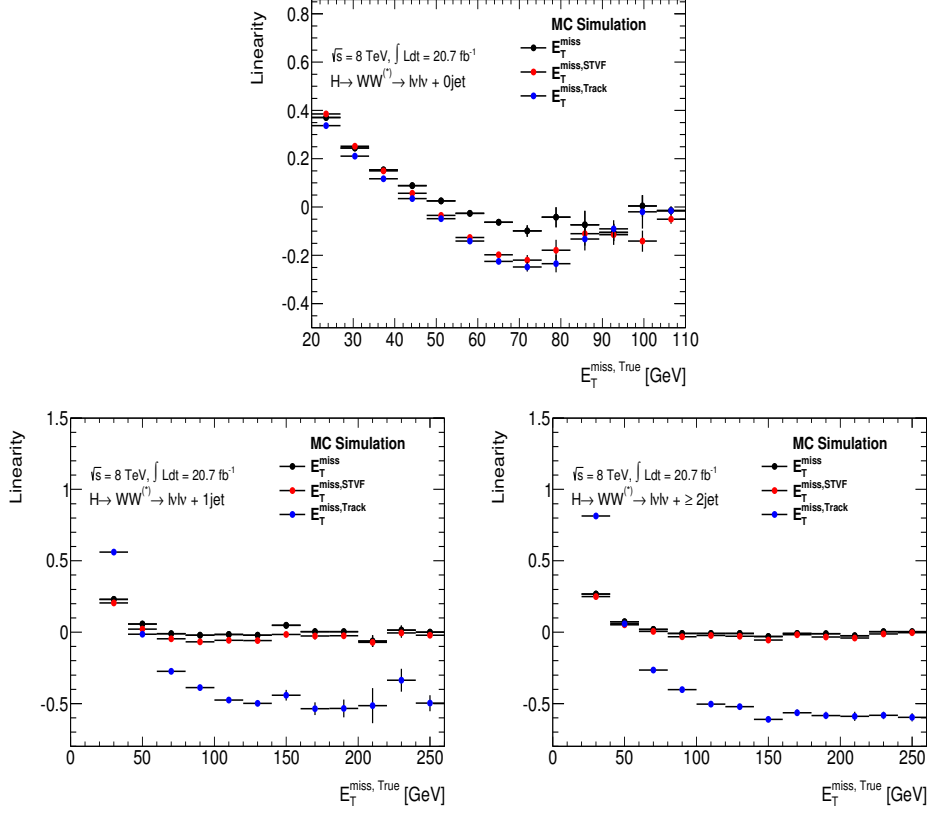 Linearity
0.8
0.6
0.4
0.2
0
-0.2
-0.4
MC Simulation
√s = 8 TeV, ∫ Ldt = 20.7 fb⁻¹
H→ WW⁽*⁾→ lνlν + 0jet
E_T^miss
E_T^miss,STVF
E_T^miss,Track
20 30 40 50 60 70 80 90 100 110
E_T^miss, True [GeV]
Linearity
1.5
1
0.5
0
-0.5
MC Simulation
√s = 8 TeV, ∫ Ldt = 20.7 fb⁻¹
H→ WW⁽*⁾→ lνlν + 1jet
E_T^miss
E_T^miss,STVF
E_T^miss,Track
0 50 100 150 200 250
E_T^miss, True [GeV]
Linearity
1.5
1
0.5
0
-0.5
MC Simulation
√s = 8 TeV, ∫ Ldt = 20.7 fb⁻¹
H→ WW⁽*⁾→ lνlν + ≥ 2jet
E_T^miss
E_T^miss,STVF
E_T^miss,Track
0 50 100 150 200 250
E_T^miss, True [GeV]